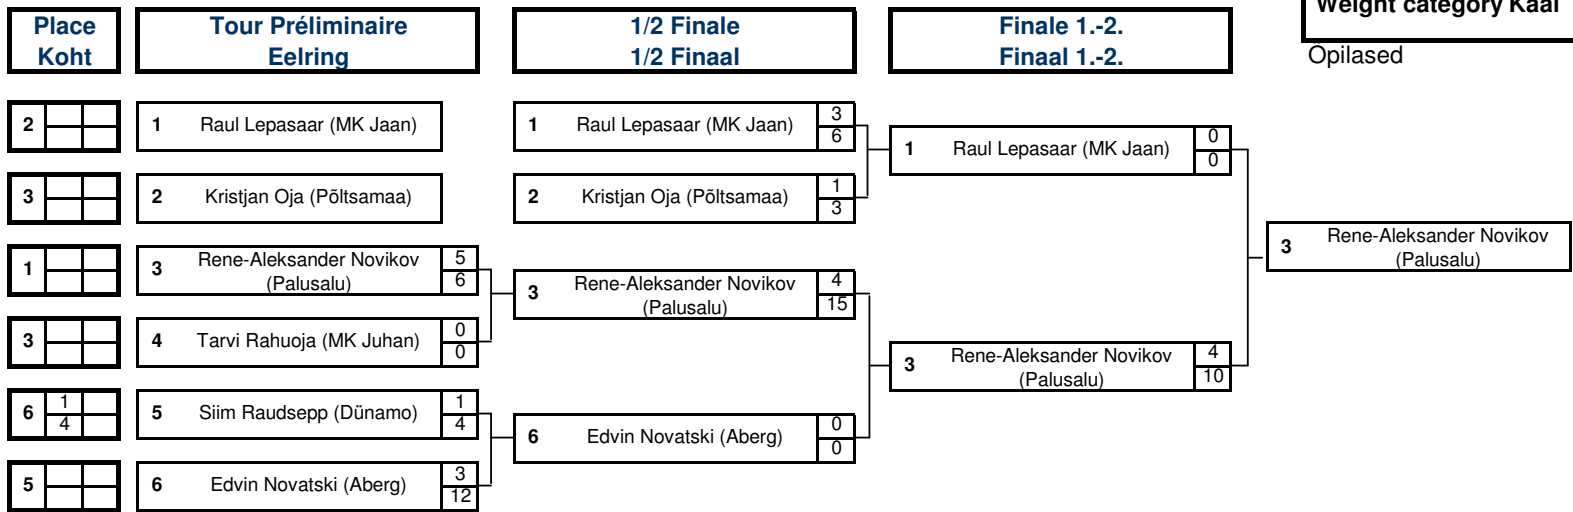 Place
Koht
Tour Préliminaire
Eelring
1/2 Finale
1/2 Finaal
Finale 1.-2.
Finaal 1.-2.
Weight category Kaal
Õpilased
2
1 Raul Lepasaar (MK Jaan)
1 Raul Lepasaar (MK Jaan)
3
6
1 Raul Lepasaar (MK Jaan)
0
0
3
2 Kristjan Oja (Põltsamaa)
2 Kristjan Oja (Põltsamaa)
1
3
3 Rene-Aleksander Novikov
(Palusalu)
1
3 Rene-Aleksander Novikov
(Palusalu)
5
6
3 Rene-Aleksander Novikov
(Palusalu)
4
15
3
4 Tarvi Rahuoja (MK Juhan)
0
0
3 Rene-Aleksander Novikov
(Palusalu)
4
10
6
1
4
5 Siim Raudsepp (Dünamo)
1
4
6 Edvin Novatski (Aberg)
0
0
5
6 Edvin Novatski (Aberg)
3
12